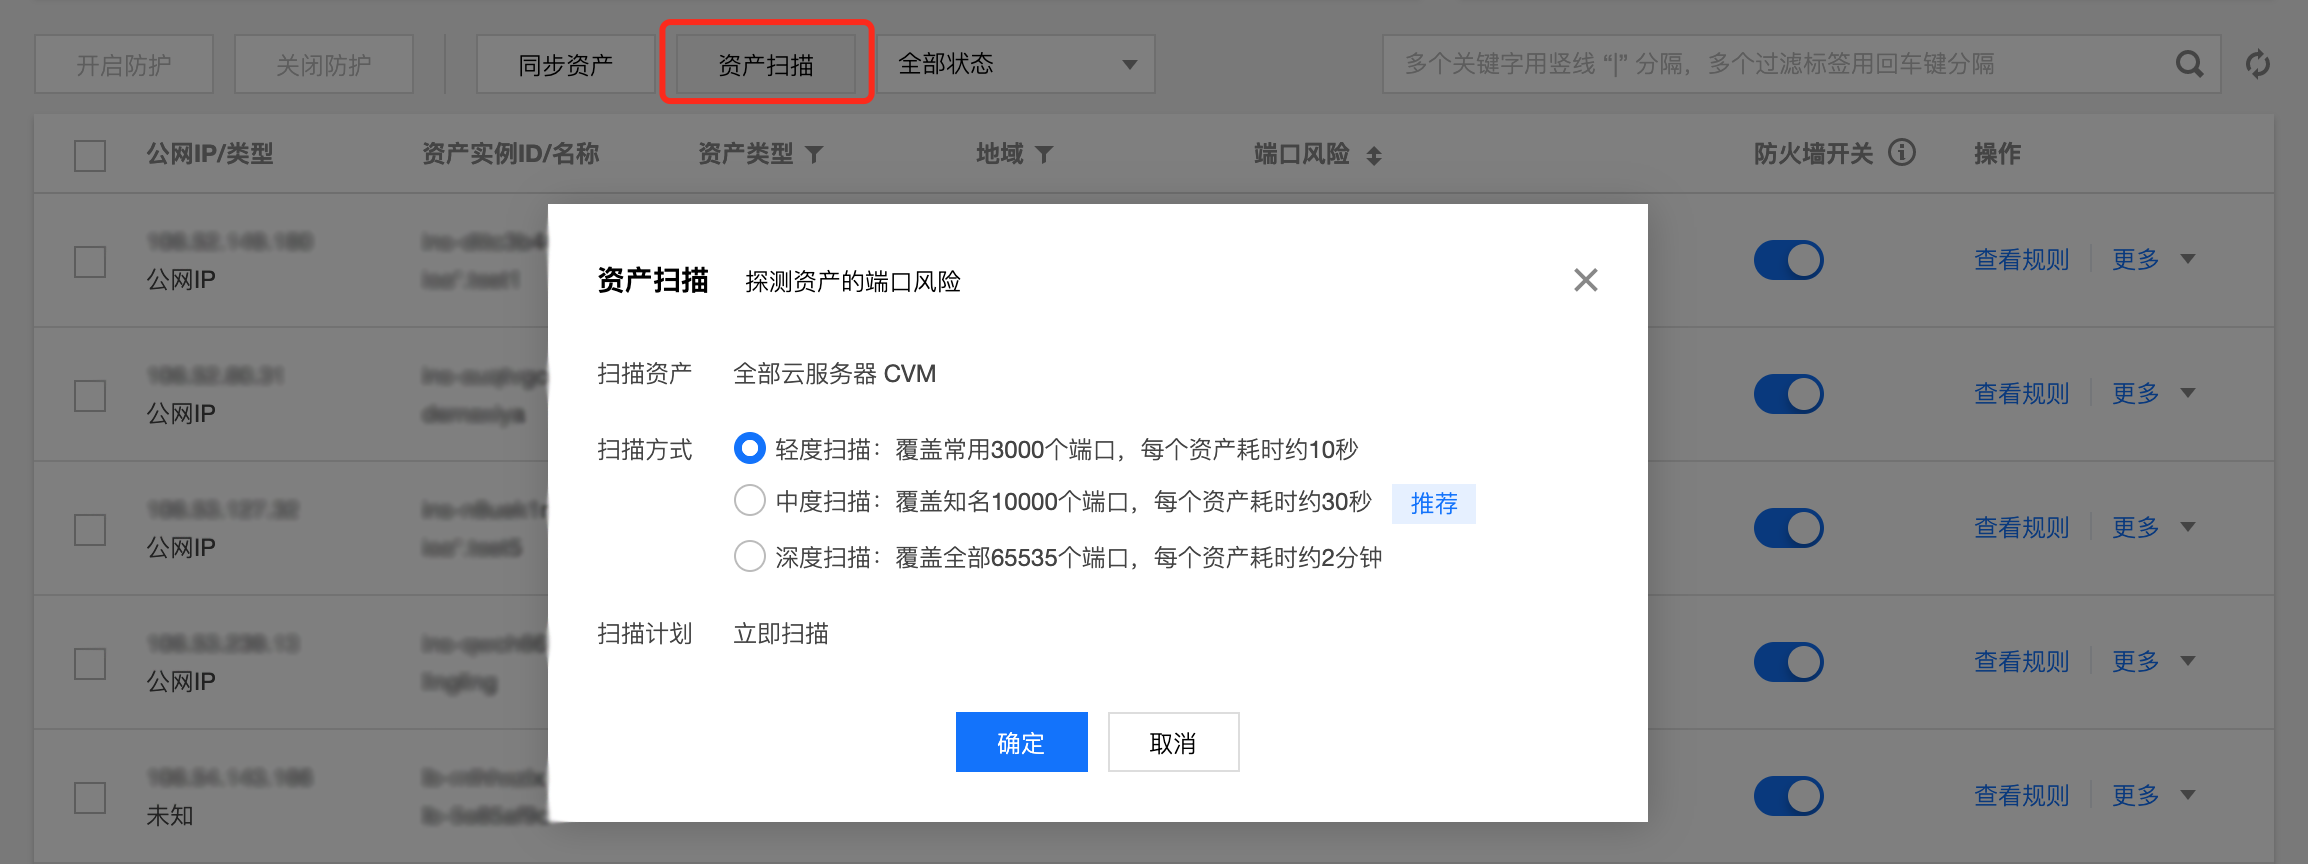 开启防护 关闭防护 同步资产 资产扫描 全部状态 多个关键字用竖线 “|” 分隔，多个过滤标签用回车键分隔
公网IP/类型 资产实例ID/名称 资产类型 地域 端口风险 防火墙开关 操作
公网IP 查看规则 更多
资产扫描 探测资产的端口风险
扫描资产 全部云服务器 CVM
公网IP 查看规则 更多
扫描方式 轻度扫描：覆盖常用3000个端口，每个资产耗时约10秒
中度扫描：覆盖知名10000个端口，每个资产耗时约30秒 推荐
公网IP 查看规则 更多
深度扫描：覆盖全部65535个端口，每个资产耗时约2分钟
扫描计划 立即扫描
公网IP 查看规则 更多
确定 取消
未知 查看规则 更多